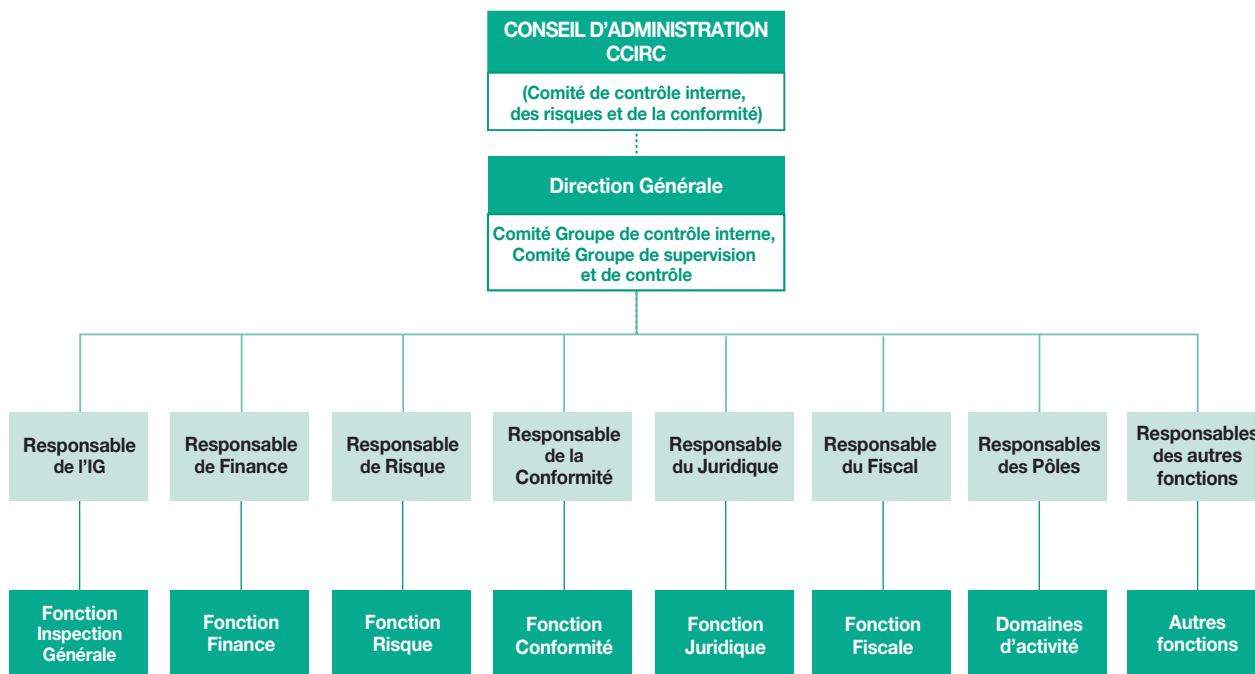 CONSEIL D’ADMINISTRATION
CCIRC
(Comité de contrôle interne,
des risques et de la conformité)
Direction Générale
Comité Groupe de contrôle interne,
Comité Groupe de supervision
et de contrôle
Responsable
de l’IG
Responsable
de Finance
Responsable
de Risque
Responsable
de la
Conformité
Responsable
du Juridique
Responsable
du Fiscal
Responsables
des Pôles
Responsables
des autres
fonctions
Fonction
Inspection
Générale
Fonction
Finance
Fonction
Risque
Fonction
Conformité
Fonction
Juridique
Fonction
Fiscale
Domaines
d’activité
Autres
fonctions